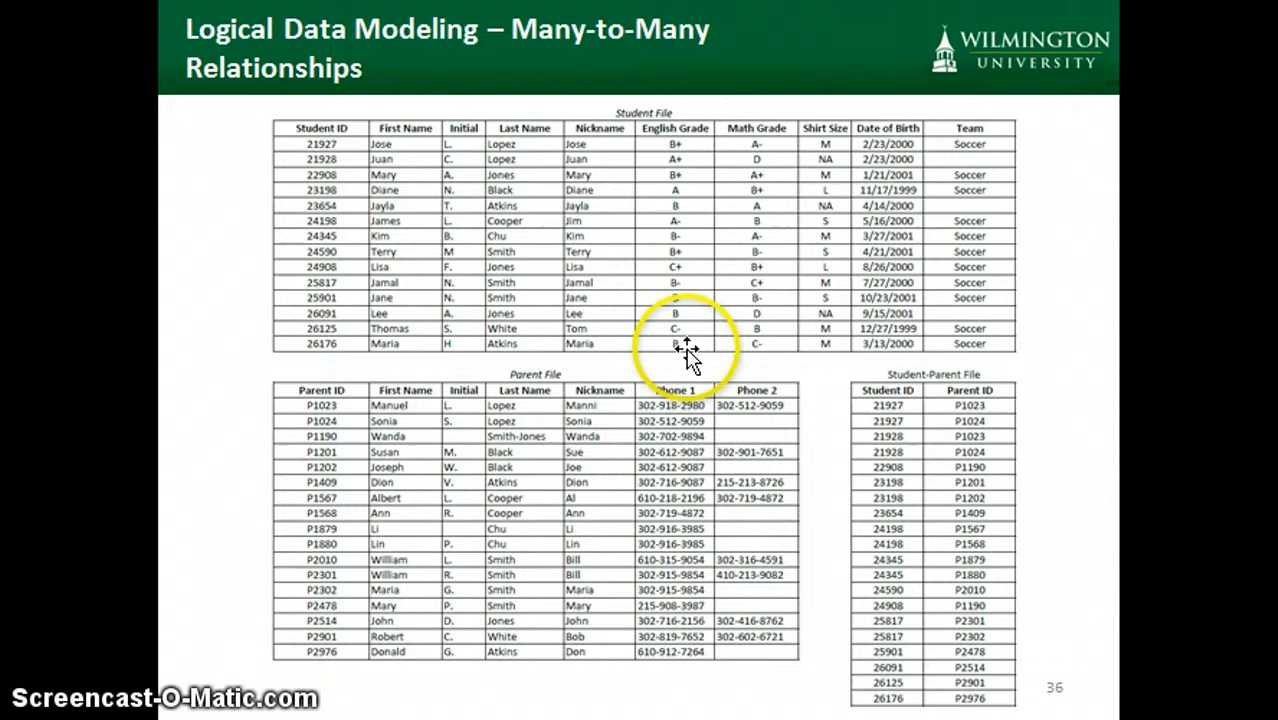 Logical Data Modeling – Many-to-Many
Relationships
WILMINGTON
UNIVERSITY
Student File
Student ID First Name Initial Last Name Nickname English Grade Math Grade Shirt Size Date of Birth Team
21927 Jose L. Lopez Jose B+ A- M 2/23/2000 Soccer
21928 Juan C. Lopez Juan A+ D NA 2/23/2000
22908 Mary A. Jones Mary B+ A+ M 1/21/2001 Soccer
23198 Diane N. Black Diane A B+ L 11/17/1999 Soccer
23654 Jayla T. Atkins Jayla B A NA 4/14/2000
24198 James L. Cooper Jim A- B S 5/16/2000 Soccer
24345 Kim B. Chu Kim B- A- M 3/27/2001 Soccer
24590 Terry M Smith Terry B+ B- S 4/21/2001 Soccer
24908 Lisa F. Jones Lisa C+ B+ L 8/26/2000 Soccer
25817 Jamal N. Smith Jamal B- C+ M 7/27/2000 Soccer
25901 Jane N. Smith Jane B- S 10/23/2001 Soccer
26091 Lee A. Jones Lee B D NA 9/15/2001
26125 Thomas S. White Tom C- B M 12/27/1999 Soccer
26176 Maria H Atkins Maria C- M 3/13/2000 Soccer
Parent File
Parent ID First Name Initial Last Name Nickname Phone 1 Phone 2
P1023 Manuel L. Lopez Manni 302-918-2980 302-512-9059
P1024 Sonia S. Lopez Sonia 302-512-9059
P1190 Wanda Smith-Jones Wanda 302-702-9894
P1201 Susan M. Black Sue 302-612-9087 302-901-7651
P1202 Joseph W. Black Joe 302-612-9087
P1409 Dion V. Atkins Dion 302-716-9087 215-213-8726
P1567 Albert L. Cooper Al 610-218-2196 302-719-4872
P1568 Ann R. Cooper Ann 302-719-4872
P1879 Li Chu Li 302-916-3985
P1880 Lin P. Chu Lin 302-916-3985
P2010 William L. Smith Bill 610-315-9054 302-316-4591
P2301 William R. Smith Bill 302-915-9854 410-213-9082
P2302 Maria G. Smith Maria 302-915-9854
P2478 Mary P. Smith Mary 215-908-3987
P2514 John D. Jones John 302-716-2156 302-416-8762
P2901 Robert C. White Bob 302-819-7652 302-602-6721
P2976 Donald G. Atkins Don 610-912-7264
Student-Parent File
Student ID Parent ID
21927 P1023
21927 P1024
21928 P1023
21928 P1024
22908 P1190
23198 P1201
23198 P1202
23654 P1409
24198 P1567
24198 P1568
24345 P1879
24345 P1880
24590 P2010
24908 P1190
25817 P2301
25817 P2302
25901 P2478
26091 P2514
26125 P2901
26176 P2976
36
Screencast-O-Matic.com